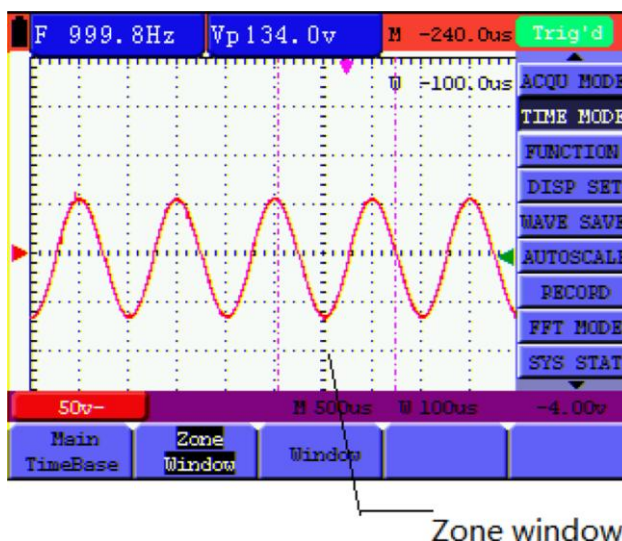 F 999.8Hz Vp134.0v M -240.0us Trig'd
W -100.0us
ACQU MODE
TIME MODE
FUNCTION
DISP SET
WAVE SAVE
AUTOSCALE
RECORD
FFT MODE
SYS STAT
50v~ M 500us W 100us -4.00v
Main TimeBase
Zone Window
Window
Zone window